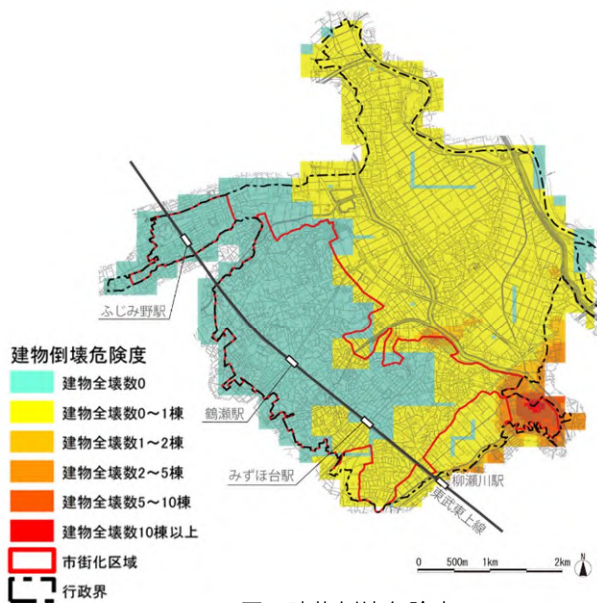 ふじみ野駅
鶴瀬駅
みずほ台駅
柳瀬川駅
東武東上線
建物倒壊危険度
建物全壊数0
建物全壊数0～1棟
建物全壊数1～2棟
建物全壊数2～5棟
建物全壊数5～10棟
建物全壊数10棟以上
市街化区域
行政界
0 500m 1km 2km
N